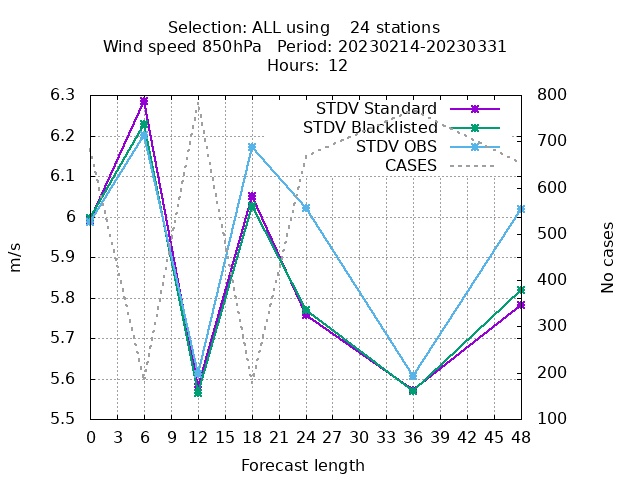 Selection: ALL using    24 stations
Wind speed 850hPa   Period: 20230214-20230331
Hours:  12
STDV Standard
STDV Blacklisted
STDV OBS
CASES
6.3
6.2
6.1
6
5.9
5.8
5.7
5.6
5.5
800
700
600
500
400
300
200
100
m/s
No cases
0 3 6 9 12 15 18 21 24 27 30 33 36 39 42 45 48
Forecast length